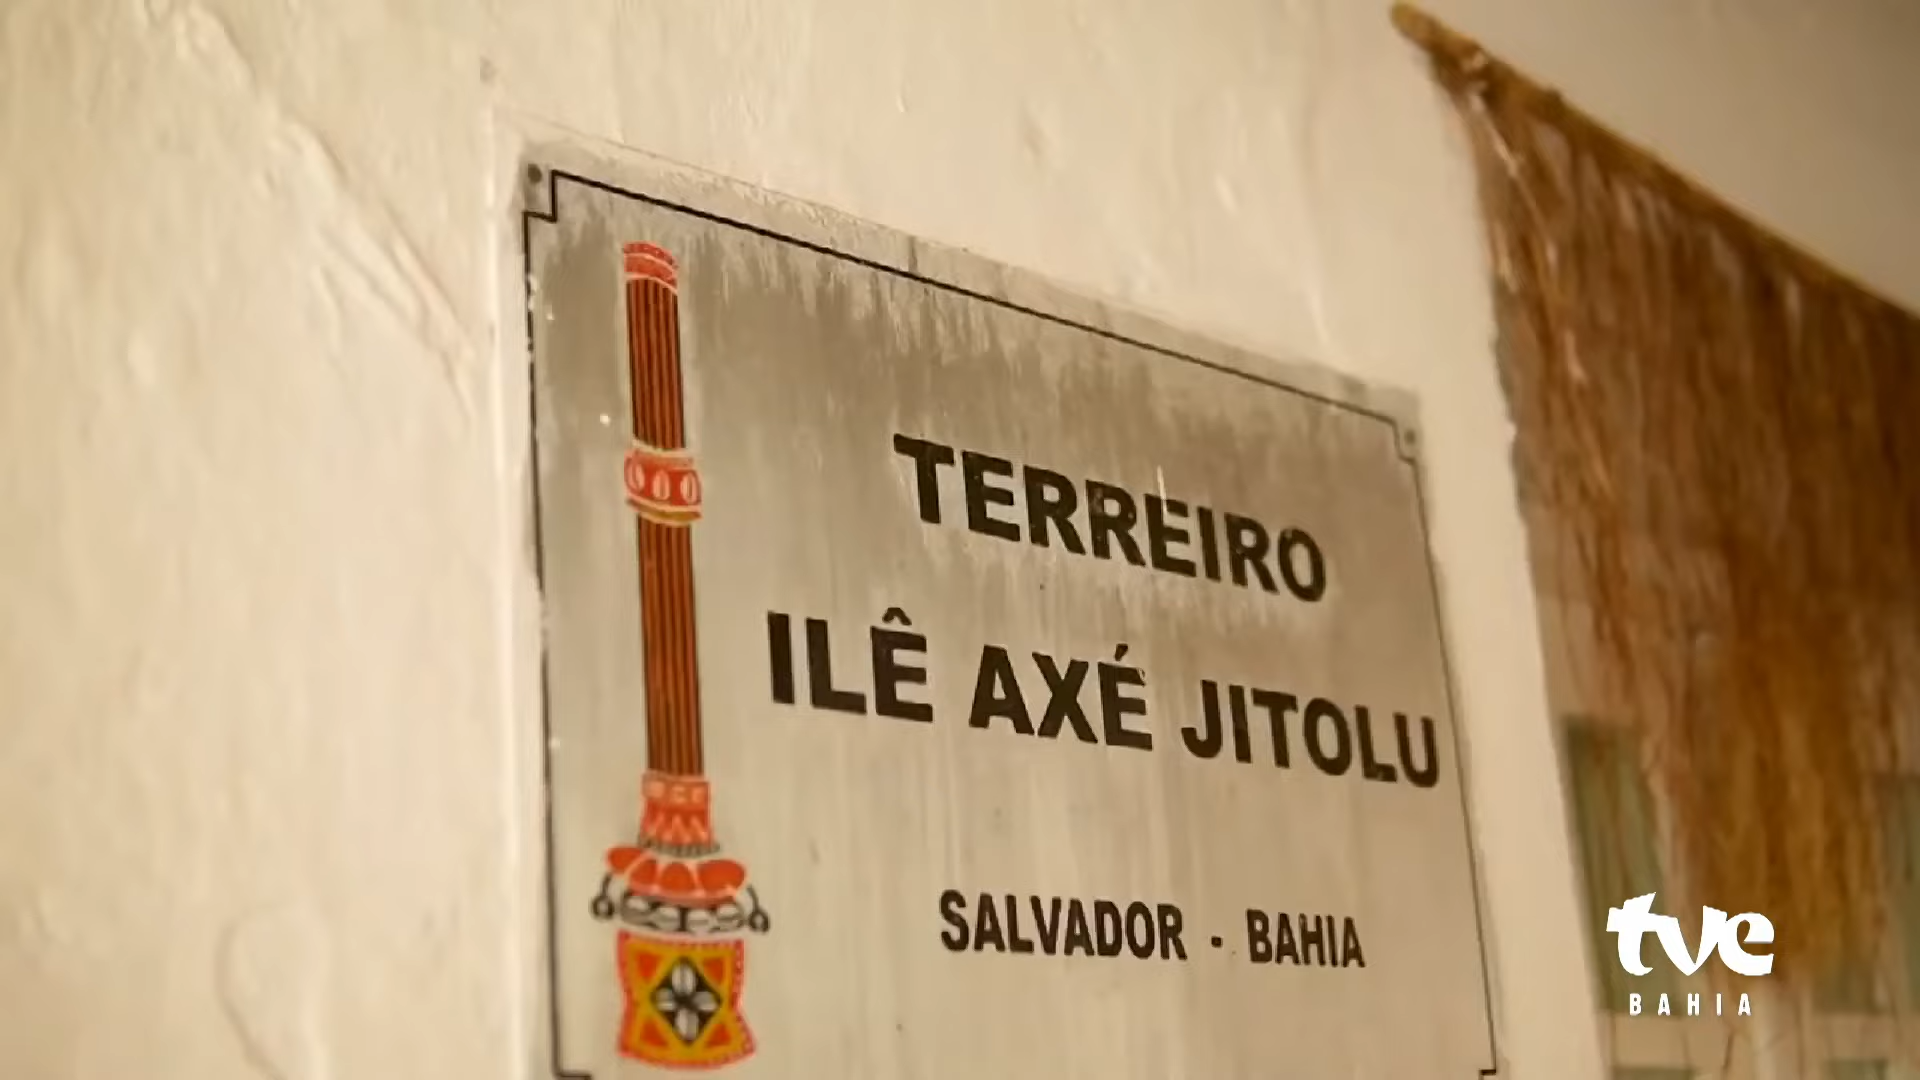 TERREIRO
ILÊ AXÉ JITOLU
SALVADOR - BAHIA
tve
BAHIA